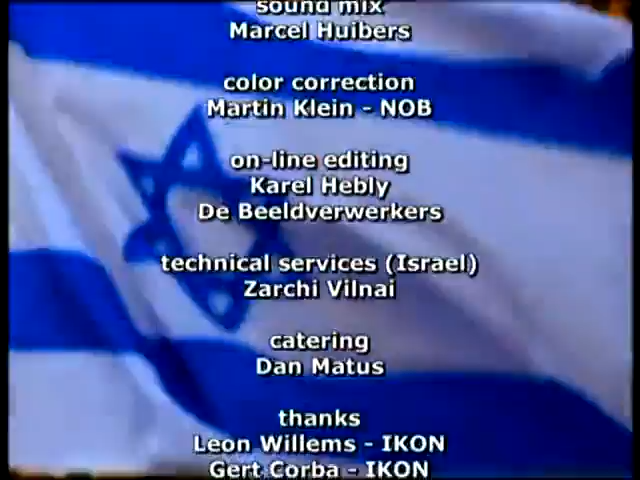 sound mix
Marcel Huibers
color correction
Martin Klein - NOB
on-line editing
Karel Hebly
De Beeldverwerkers
technical services (Israel)
Zarchi Vilnai
catering
Dan Matus
thanks
Leon Willems - IKON
Gert Corba - IKON